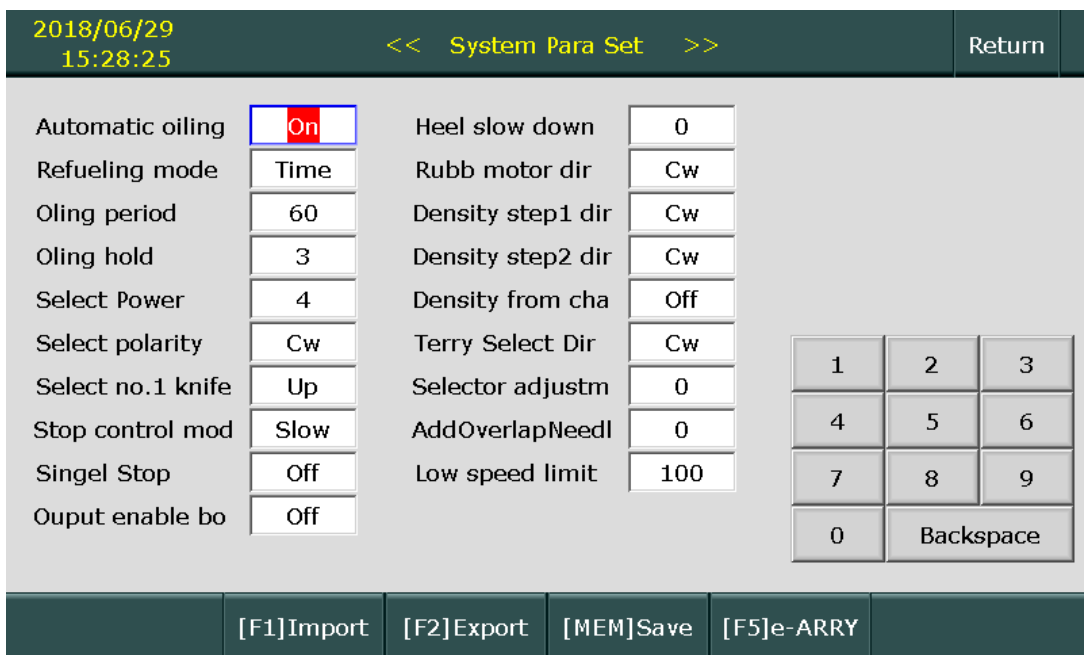 2018/06/29
15:28:25
<< System Para Set >>
Return
Automatic oiling On
Refueling mode Time
Oling period 60
Oling hold 3
Select Power 4
Select polarity Cw
Select no.1 knife Up
Stop control mod Slow
Singel Stop Off
Ouput enable bo Off
Heel slow down 0
Rubb motor dir Cw
Density step1 dir Cw
Density step2 dir Cw
Density from cha Off
Terry Select Dir Cw
Selector adjustm 0
AddOverlapNeedl 0
Low speed limit 100
1 2 3
4 5 6
7 8 9
0 Backspace
[F1]Import [F2]Export [MEM]Save [F5]e-ARRY